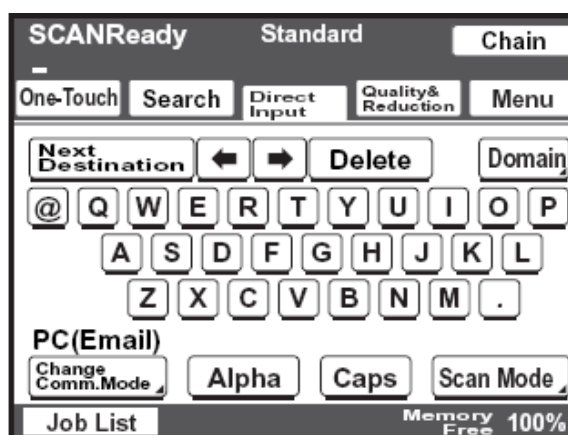 SCANReady Standard Chain
One-Touch Search Direct Input Quality& Reduction Menu
Next Destination ← → Delete Domain
@ Q W E R T Y U I O P
A S D F G H J K L
Z X C V B N M .
PC(Email)
Change Comm.Mode Alpha Caps Scan Mode
Job List Memory Free 100%